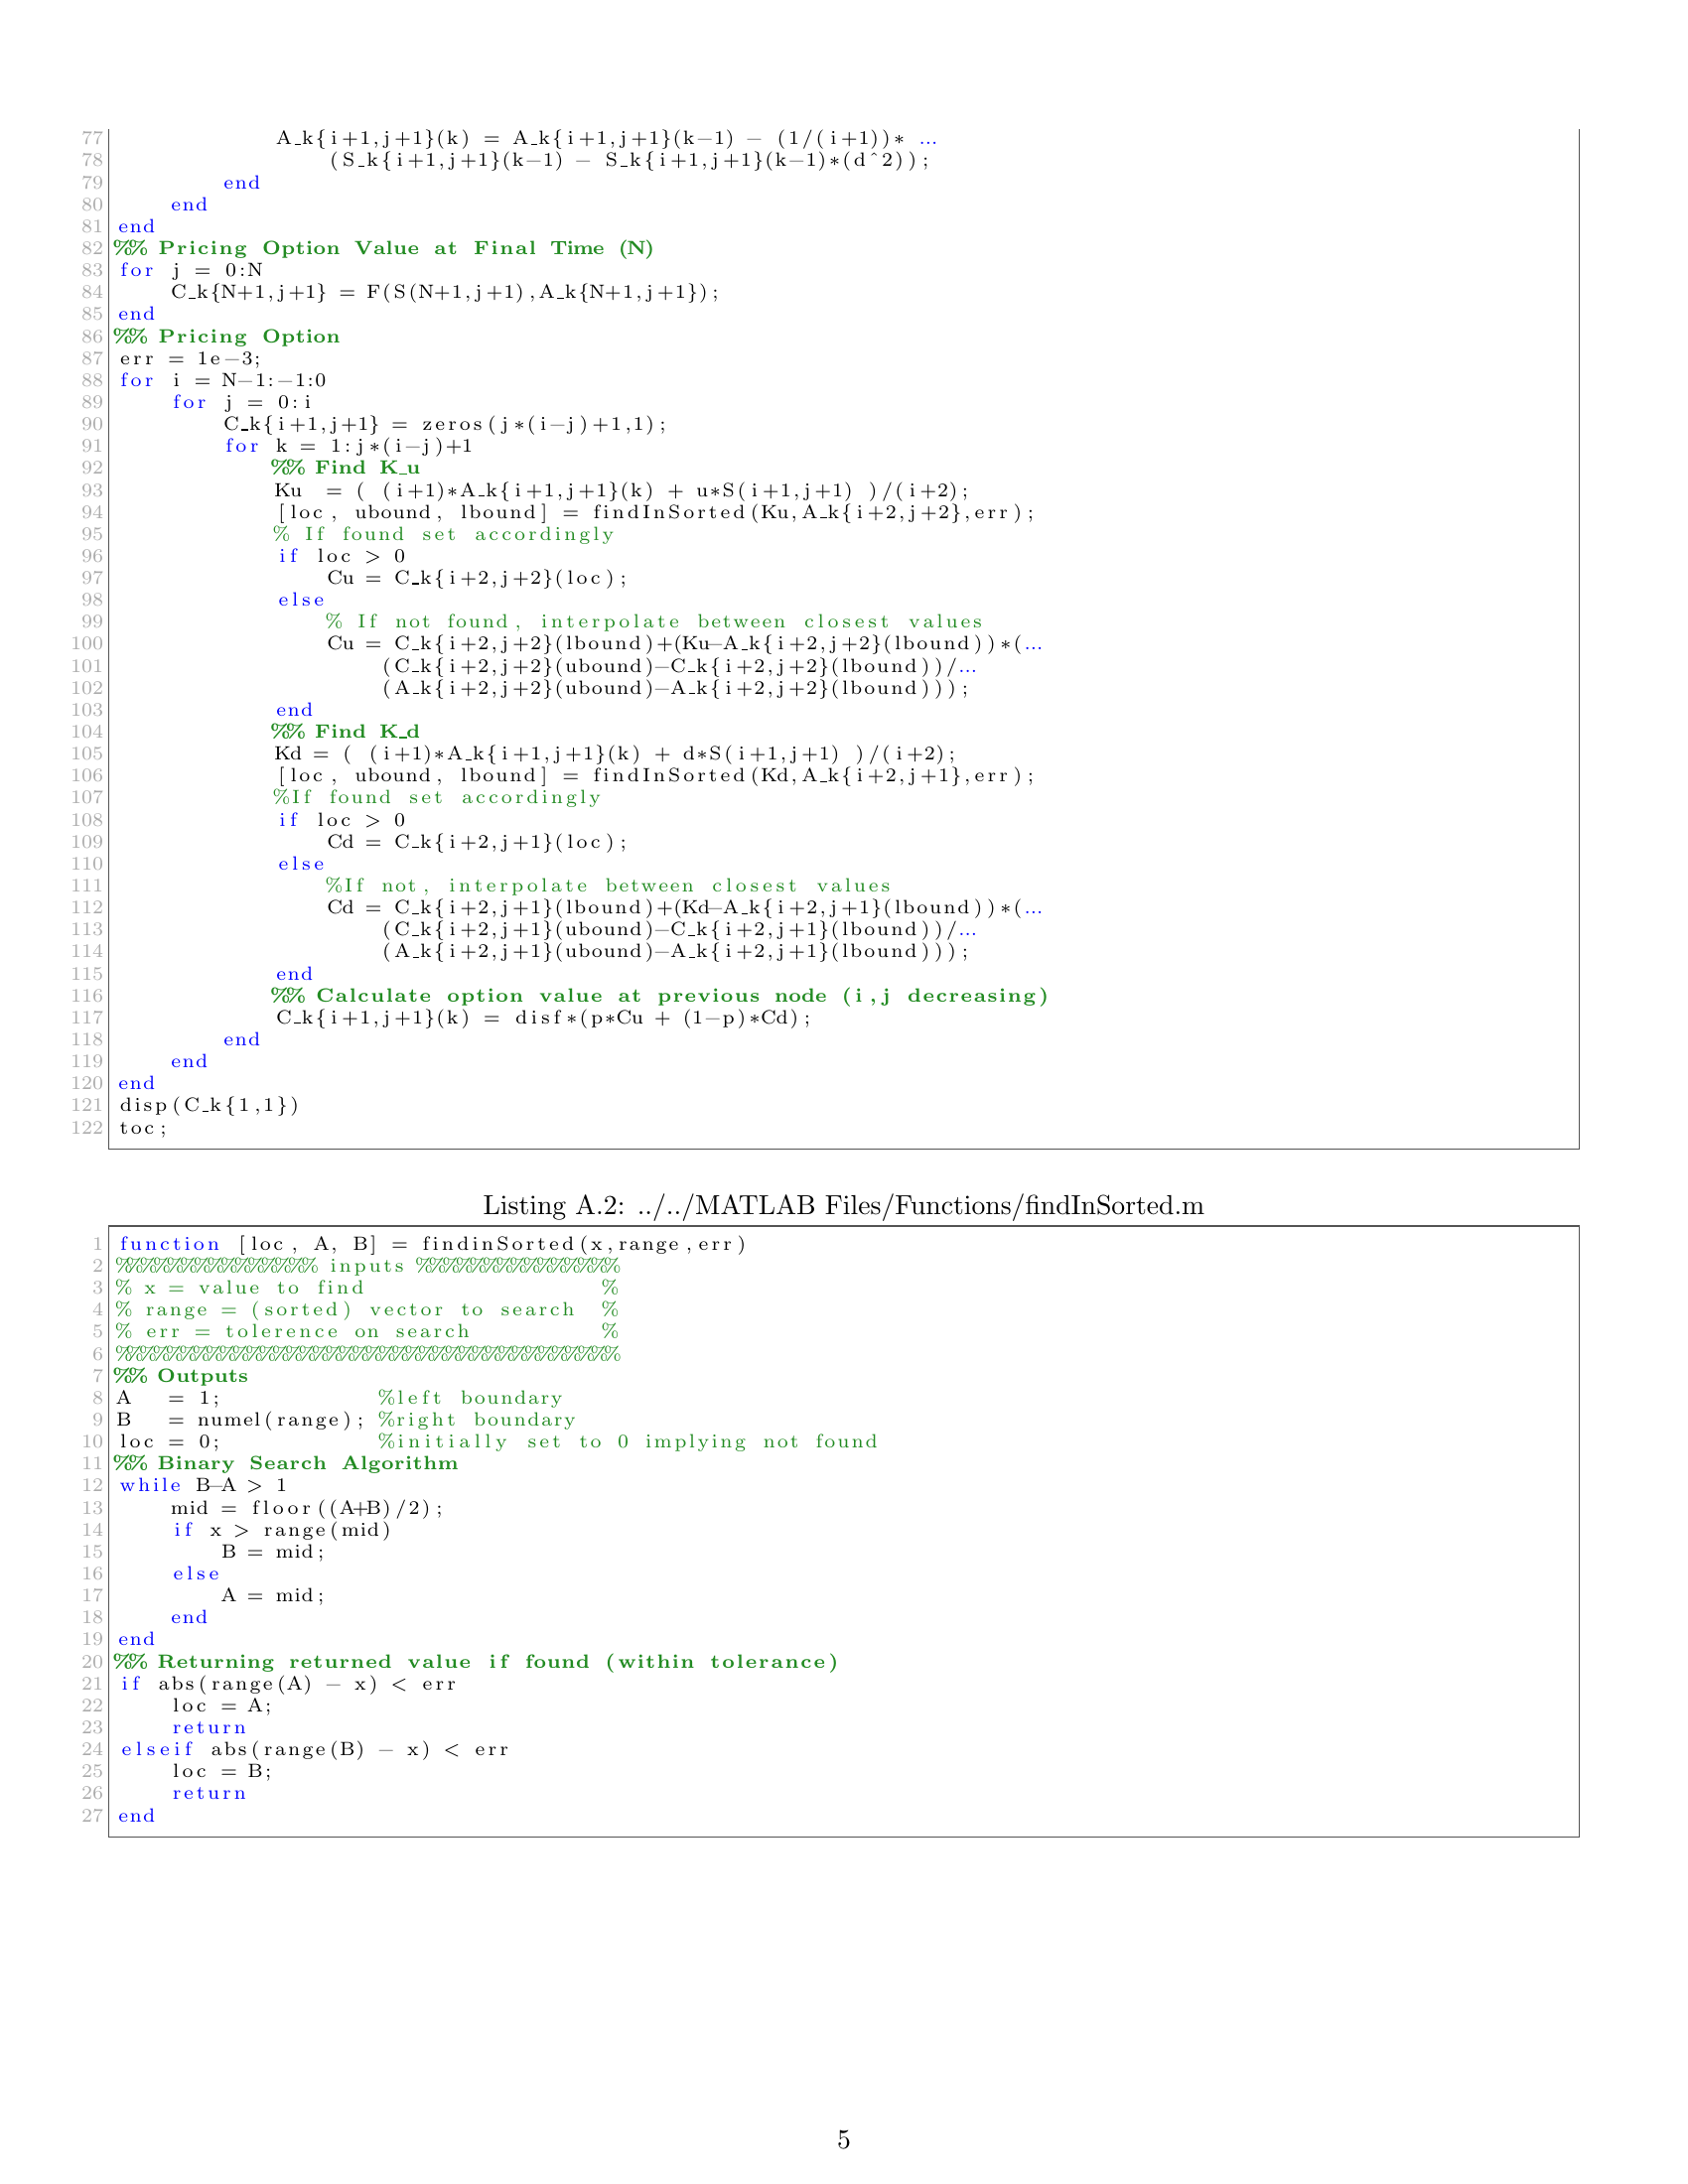 77 A_k{i+1,j+1}(k) = A_k{i+1,j+1}(k-1) - (1/(i+1))* ...
78 (S_k{i+1,j+1}(k-1) - S_k{i+1,j+1}(k-1)*(d^2));
79 end
80 end
81 end
82 %% Pricing Option Value at Final Time (N)
83 for j = 0:N
84 C_k{N+1,j+1} = F(S(N+1,j+1),A_k{N+1,j+1});
85 end
86 %% Pricing Option
87 err = 1e-3;
88 for i = N-1:-1:0
89 for j = 0:i
90 C_k{i+1,j+1} = zeros(j*(i-j)+1,1);
91 for k = 1:j*(i-j)+1
92 %% Find K_u
93 Ku = ( (i+1)*A_k{i+1,j+1}(k) + u*S(i+1,j+1) )/(i+2);
94 [loc, ubound, lbound] = findInSorted(Ku,A_k{i+2,j+2},err);
95 % If found set accordingly
96 if loc > 0
97 Cu = C_k{i+2,j+2}(loc);
98 else
99 % If not found, interpolate between closest values
100 Cu = C_k{i+2,j+2}(lbound)+(Ku-A_k{i+2,j+2}(lbound))*(...
101 (C_k{i+2,j+2}(ubound)-C_k{i+2,j+2}(lbound))/...
102 (A_k{i+2,j+2}(ubound)-A_k{i+2,j+2}(lbound)));
103 end
104 %% Find K_d
105 Kd = ( (i+1)*A_k{i+1,j+1}(k) + d*S(i+1,j+1) )/(i+2);
106 [loc, ubound, lbound] = findInSorted(Kd,A_k{i+2,j+1},err);
107 %If found set accordingly
108 if loc > 0
109 Cd = C_k{i+2,j+1}(loc);
110 else
111 %If not, interpolate between closest values
112 Cd = C_k{i+2,j+1}(lbound)+(Kd-A_k{i+2,j+1}(lbound))*(...
113 (C_k{i+2,j+1}(ubound)-C_k{i+2,j+1}(lbound))/...
114 (A_k{i+2,j+1}(ubound)-A_k{i+2,j+1}(lbound)));
115 end
116 %% Calculate option value at previous node (i,j decreasing)
117 C_k{i+1,j+1}(k) = disf*(p*Cu + (1-p)*Cd);
118 end
119 end
120 end
121 disp(C_k{1,1})
122 toc;
Listing A.2: ../../MATLAB Files/Functions/findInSorted.m
1 function [loc, A, B] = findinSorted(x,range,err)
2 %%%%%%%%%%%%%%% inputs %%%%%%%%%%%%%%%
3 % x = value to find %
4 % range = (sorted) vector to search %
5 % err = tolerence on search %
6 %%%%%%%%%%%%%%%%%%%%%%%%%%%%%%%%%%%%%%
7 %% Outputs
8 A = 1; %left boundary
9 B = numel(range); %right boundary
10 loc = 0; %initially set to 0 implying not found
11 %% Binary Search Algorithm
12 while B-A > 1
13 mid = floor((A+B)/2);
14 if x > range(mid)
15 B = mid;
16 else
17 A = mid;
18 end
19 end
20 %% Returning returned value if found (within tolerance)
21 if abs(range(A) - x) < err
22 loc = A;
23 return
24 elseif abs(range(B) - x) < err
25 loc = B;
26 return
27 end
5